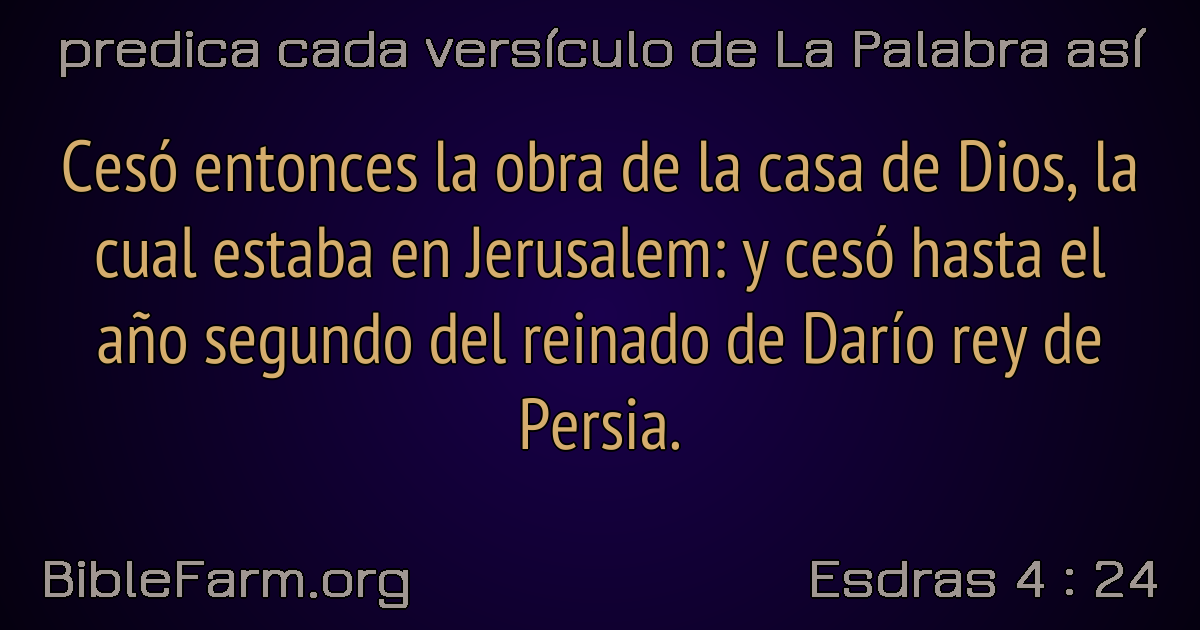 predica cada versículo de La Palabra así
Cesó entonces la obra de la casa de Dios, la
cual estaba en Jerusalem: y cesó hasta el
año segundo del reinado de Darío rey de
Persia.
BibleFarm.org
Esdras 4 : 24